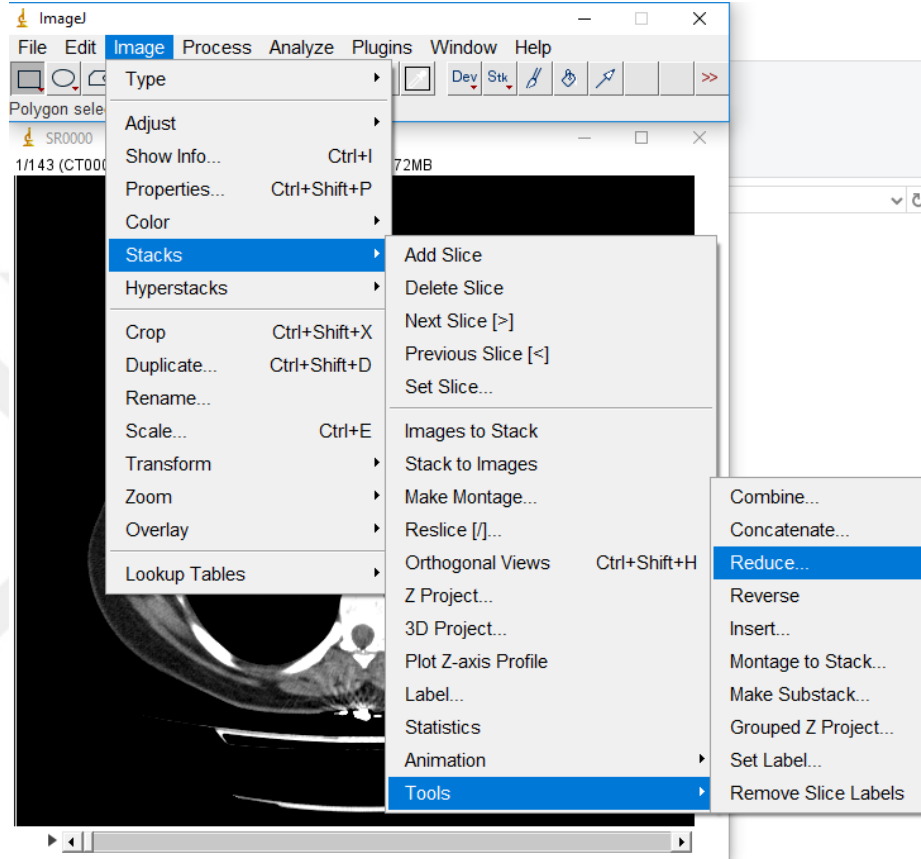 ImageJ
File Edit Image Process Analyze Plugins Window Help
Dev Stk >>
Polygon sele
SR0000
1/143 (CT000 72MB
Type
Adjust
Show Info... Ctrl+I
Properties... Ctrl+Shift+P
Color
Stacks
Hyperstacks
Crop Ctrl+Shift+X
Duplicate... Ctrl+Shift+D
Rename...
Scale... Ctrl+E
Transform
Zoom
Overlay
Lookup Tables
Add Slice
Delete Slice
Next Slice [>]
Previous Slice [<]
Set Slice...
Images to Stack
Stack to Images
Make Montage...
Reslice [/]...
Orthogonal Views Ctrl+Shift+H
Z Project...
3D Project...
Plot Z-axis Profile
Label...
Statistics
Animation
Tools
Combine...
Concatenate...
Reduce...
Reverse
Insert...
Montage to Stack...
Make Substack...
Grouped Z Project...
Set Label...
Remove Slice Labels